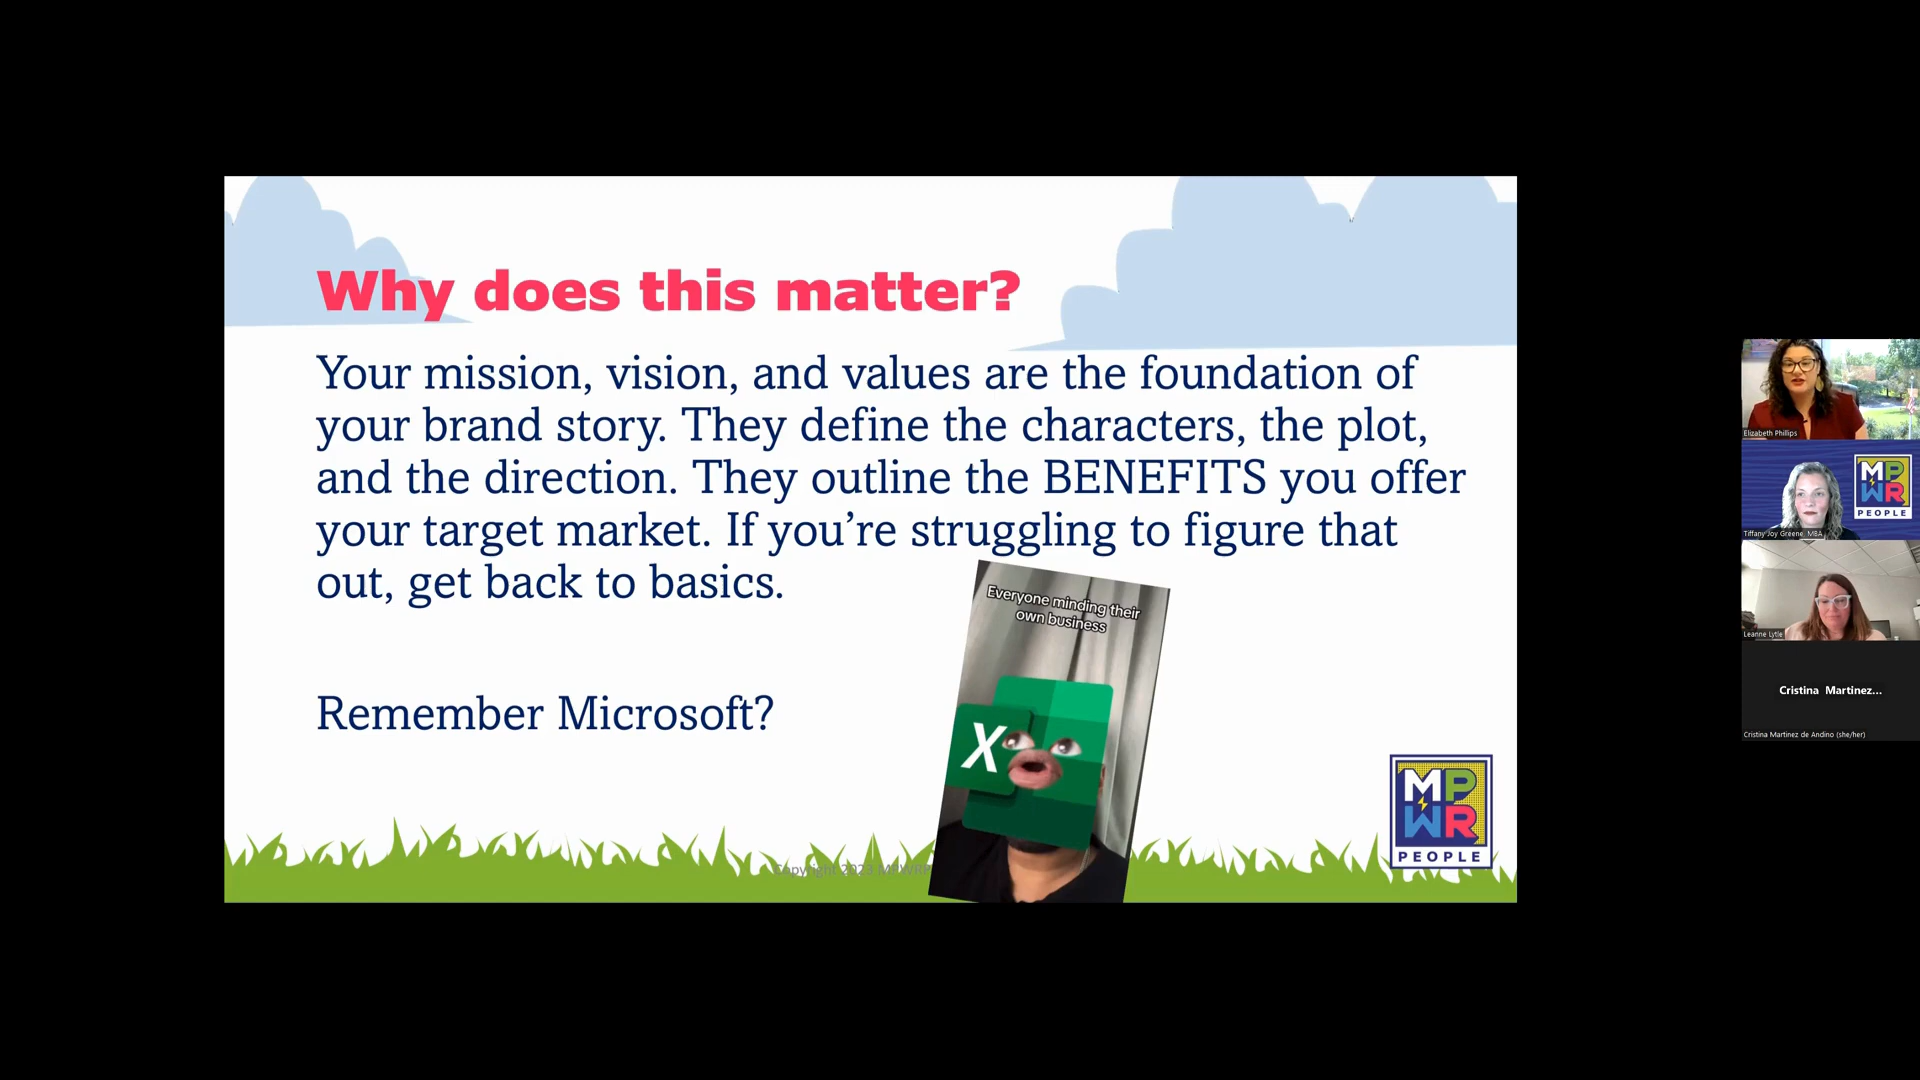 Why does this matter?
Your mission, vision, and values are the foundation of
your brand story. They define the characters, the plot,
and the direction. They outline the BENEFITS you offer
your target market. If you're struggling to figure that
out, get back to basics.
Everyone minding their
own business
X
Remember Microsoft?
MP
WR
PEOPLE
Copyright 2023
Elizabeth Phillips
MP
WR
PEOPLE
Tiffany Joy Greene, MBA
Leanne Lytle
Cristina Martinez...
Cristina Martinez de Andino (she/her)